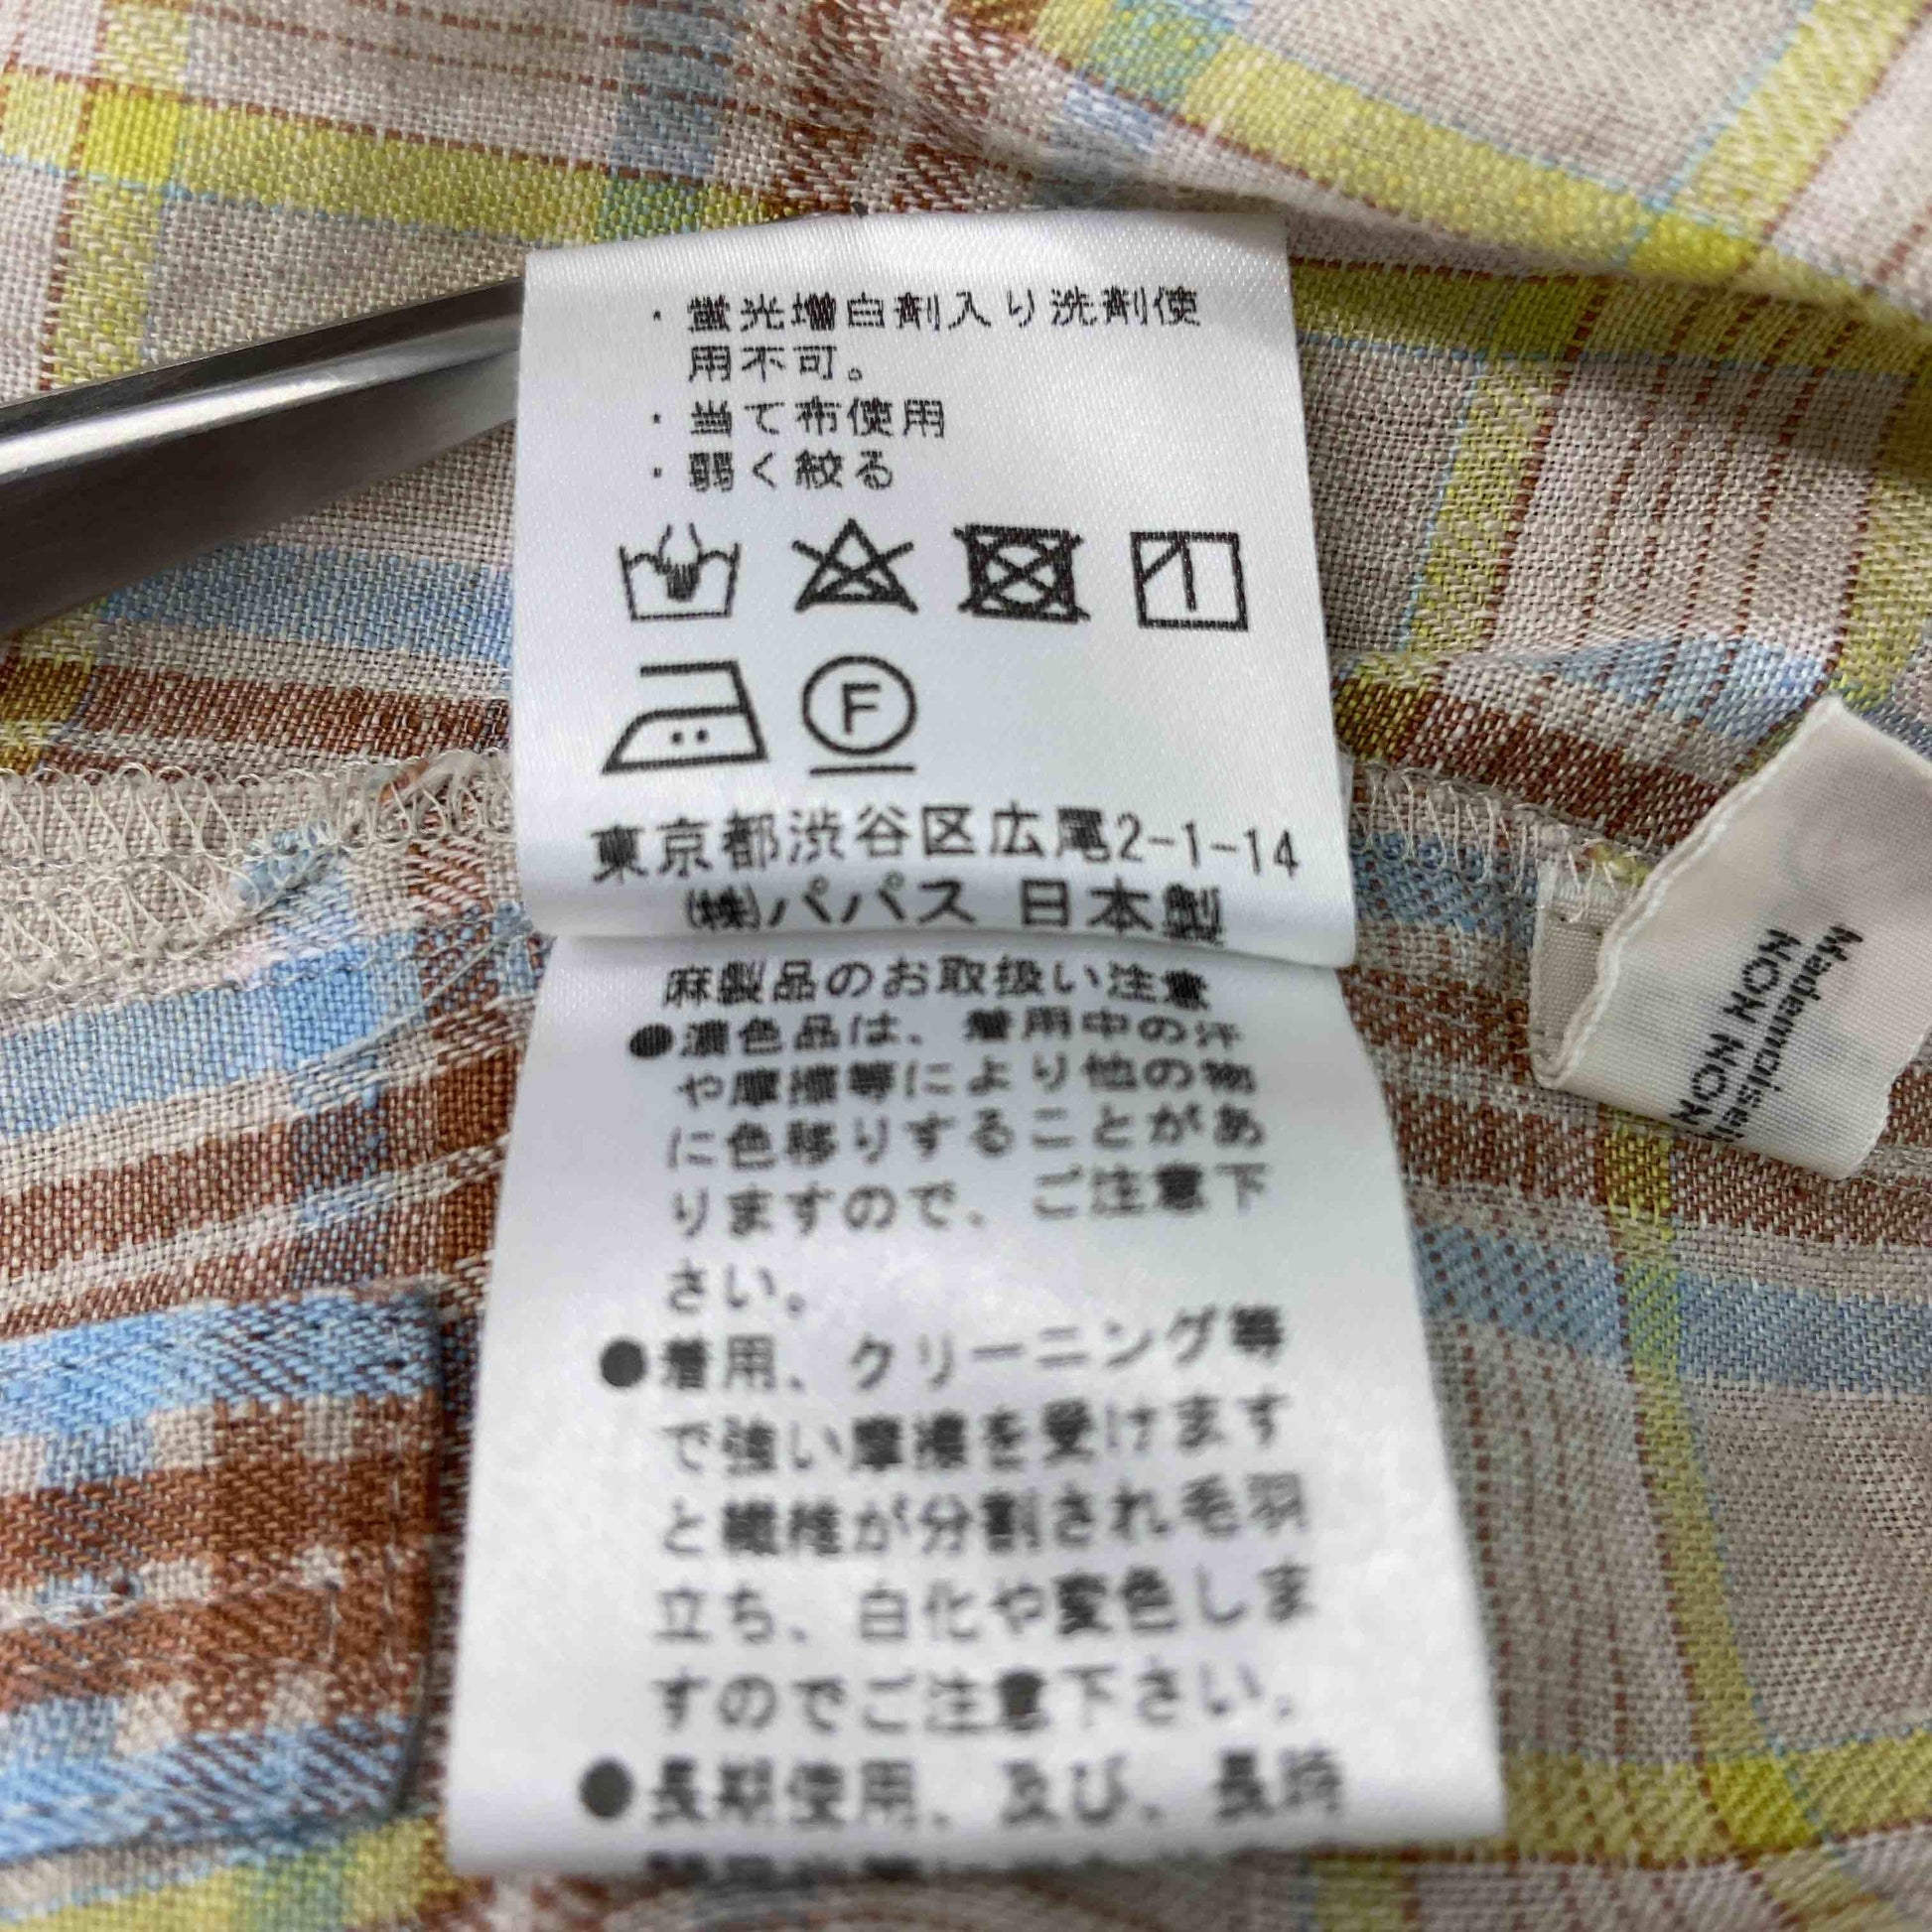 ・蛍光増白剤入り洗剤使
用不可。
・当て布使用
・弱く絞る
F
東京都渋谷区広尾2-1-14
㈱パパス 日本製
麻製品のお取扱い注意
●濃色品は、着用中の汗
や摩擦等により他の物
に色移りすることがあ
りますので、ご注意下
さい。
●着用、クリーニング等
で強い摩擦を受けます
と繊維が分割され毛羽
立ち、白化や変色しま
すのでご注意下さい。
●長期使用、及び、長時
Mademoiselle
NON NON